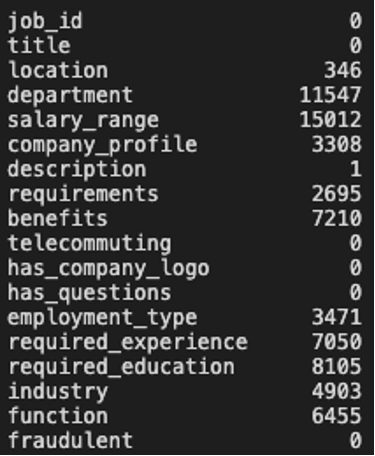 job_id 0
title 0
location 346
department 11547
salary_range 15012
company_profile 3308
description 1
requirements 2695
benefits 7210
telecommuting 0
has_company_logo 0
has_questions 0
employment_type 3471
required_experience 7050
required_education 8105
industry 4903
function 6455
fraudulent 0